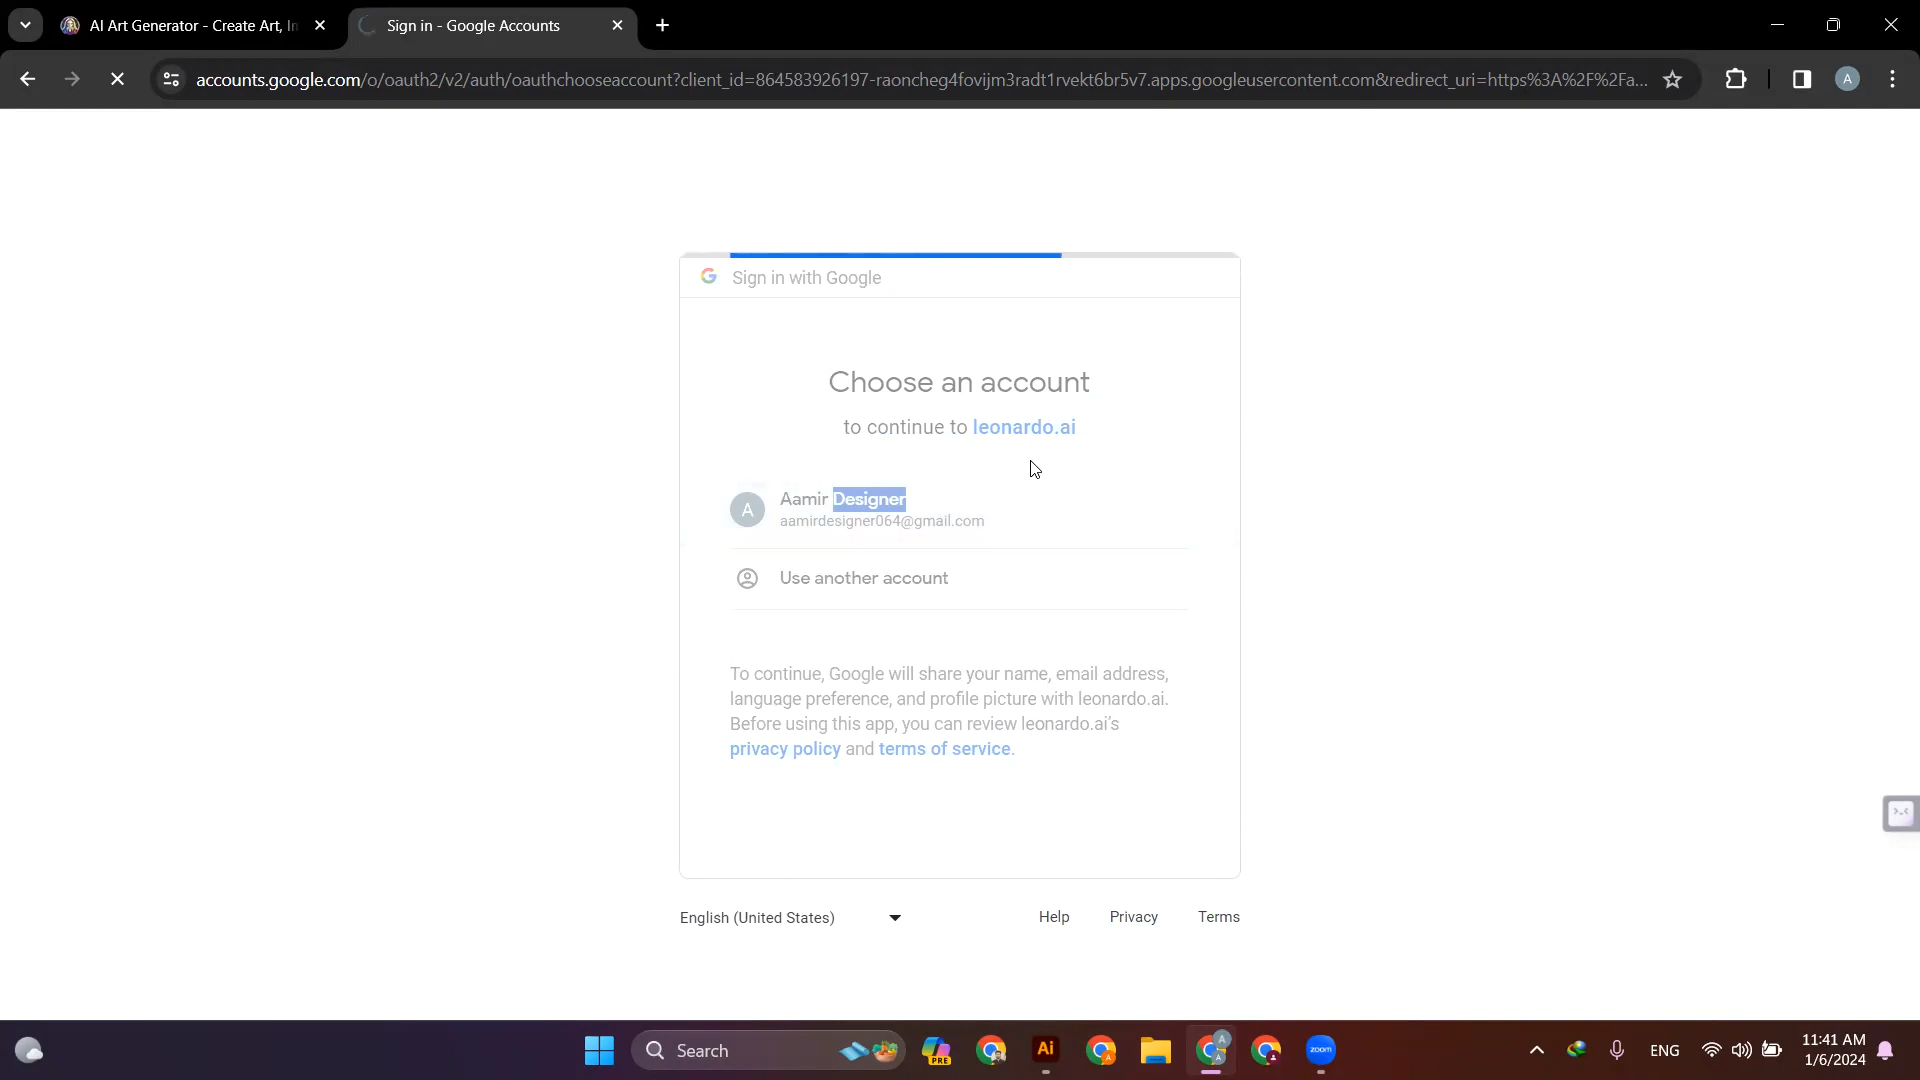 AI Art Generator - Create Art, In
Sign in - Google Accounts
accounts.google.com/o/oauth2/v2/auth/oauthchooseaccount?client_id=864583926197-raoncheg4fovijm3radt1rvekt6br5v7.apps.googleusercontent.com&redirect_uri=https%3A%2F%2Fa...
A
Sign in with Google
Choose an account
to continue to leonardo.ai
A
Aamir Designer
aamirdesigner064@gmail.com
Use another account
To continue, Google will share your name, email address,
language preference, and profile picture with leonardo.ai.
Before using this app, you can review leonardo.ai's
privacy policy and terms of service.
English (United States)
Help
Privacy
Terms
Search
PRE
Ai
zoom
ENG
11:41 AM
1/6/2024